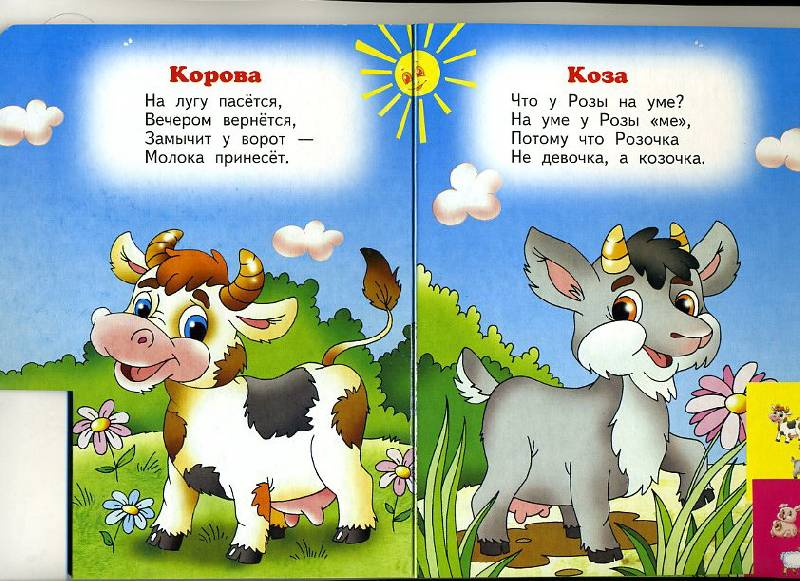 Корова
На лугу пасётся,
Вечером вернётся,
Замычит у ворот —
Молока принесёт.
Коза
Что у Розы на уме?
На уме у Розы «ме»,
Потому что Розочка
Не девочка, а козочка.